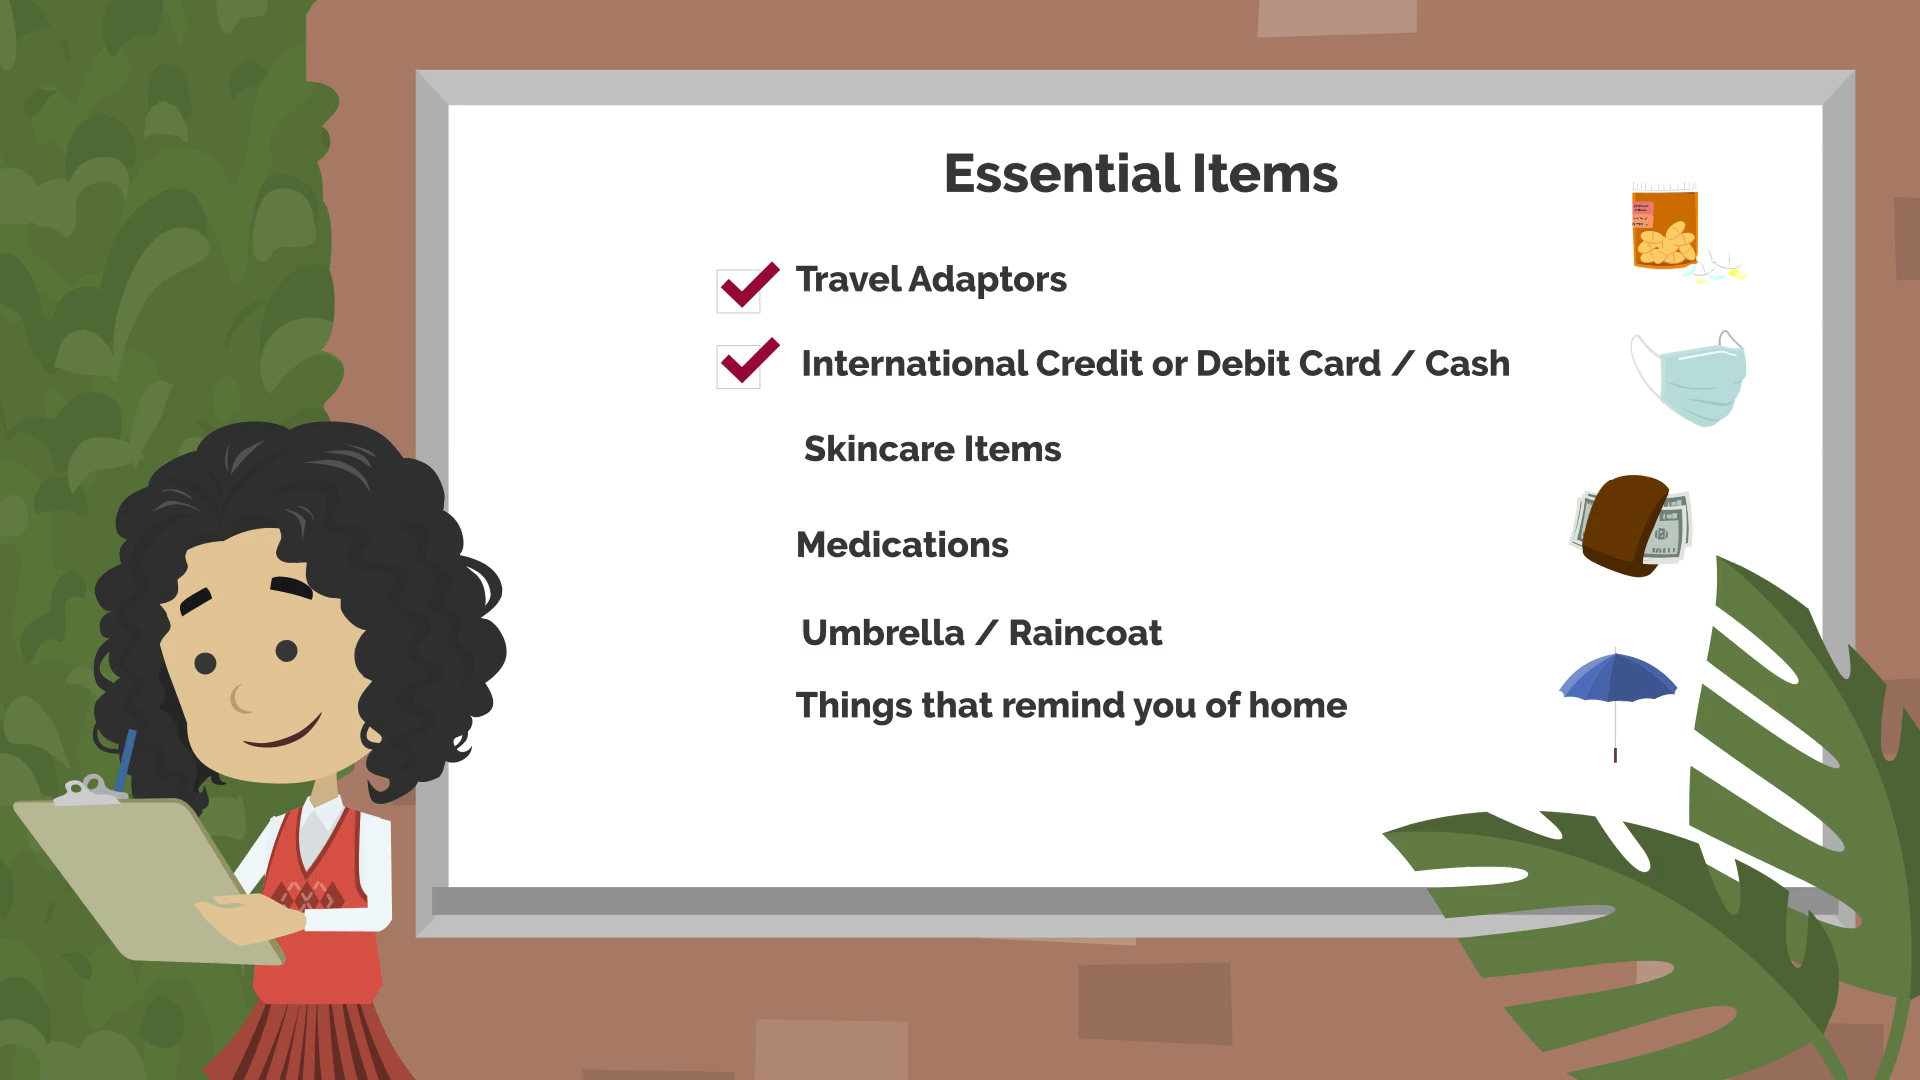 Essential Items
Travel Adaptors
International Credit or Debit Card / Cash
Skincare Items
Medications
Umbrella / Raincoat
Things that remind you of home